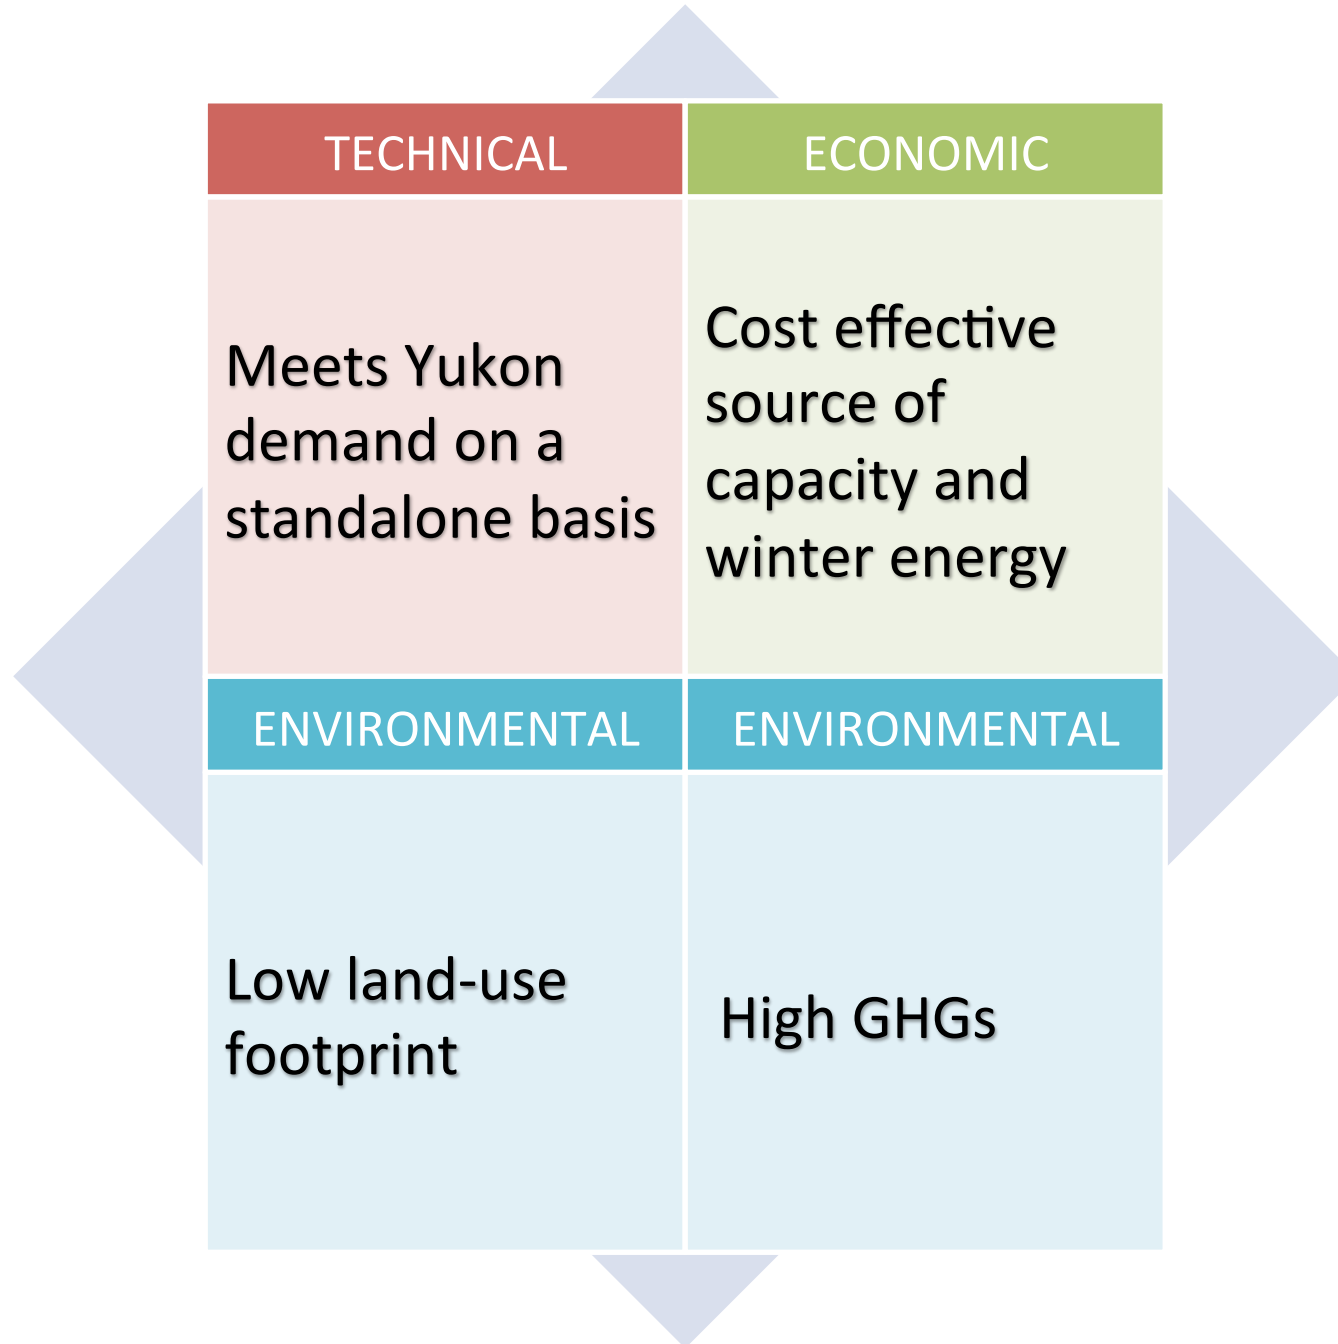 TECHNICAL
Meets Yukon
demand on a
standalone basis
ECONOMIC
Cost effective
source of
capacity and
winter energy
ENVIRONMENTAL
Low land-use
footprint
ENVIRONMENTAL
High GHGs